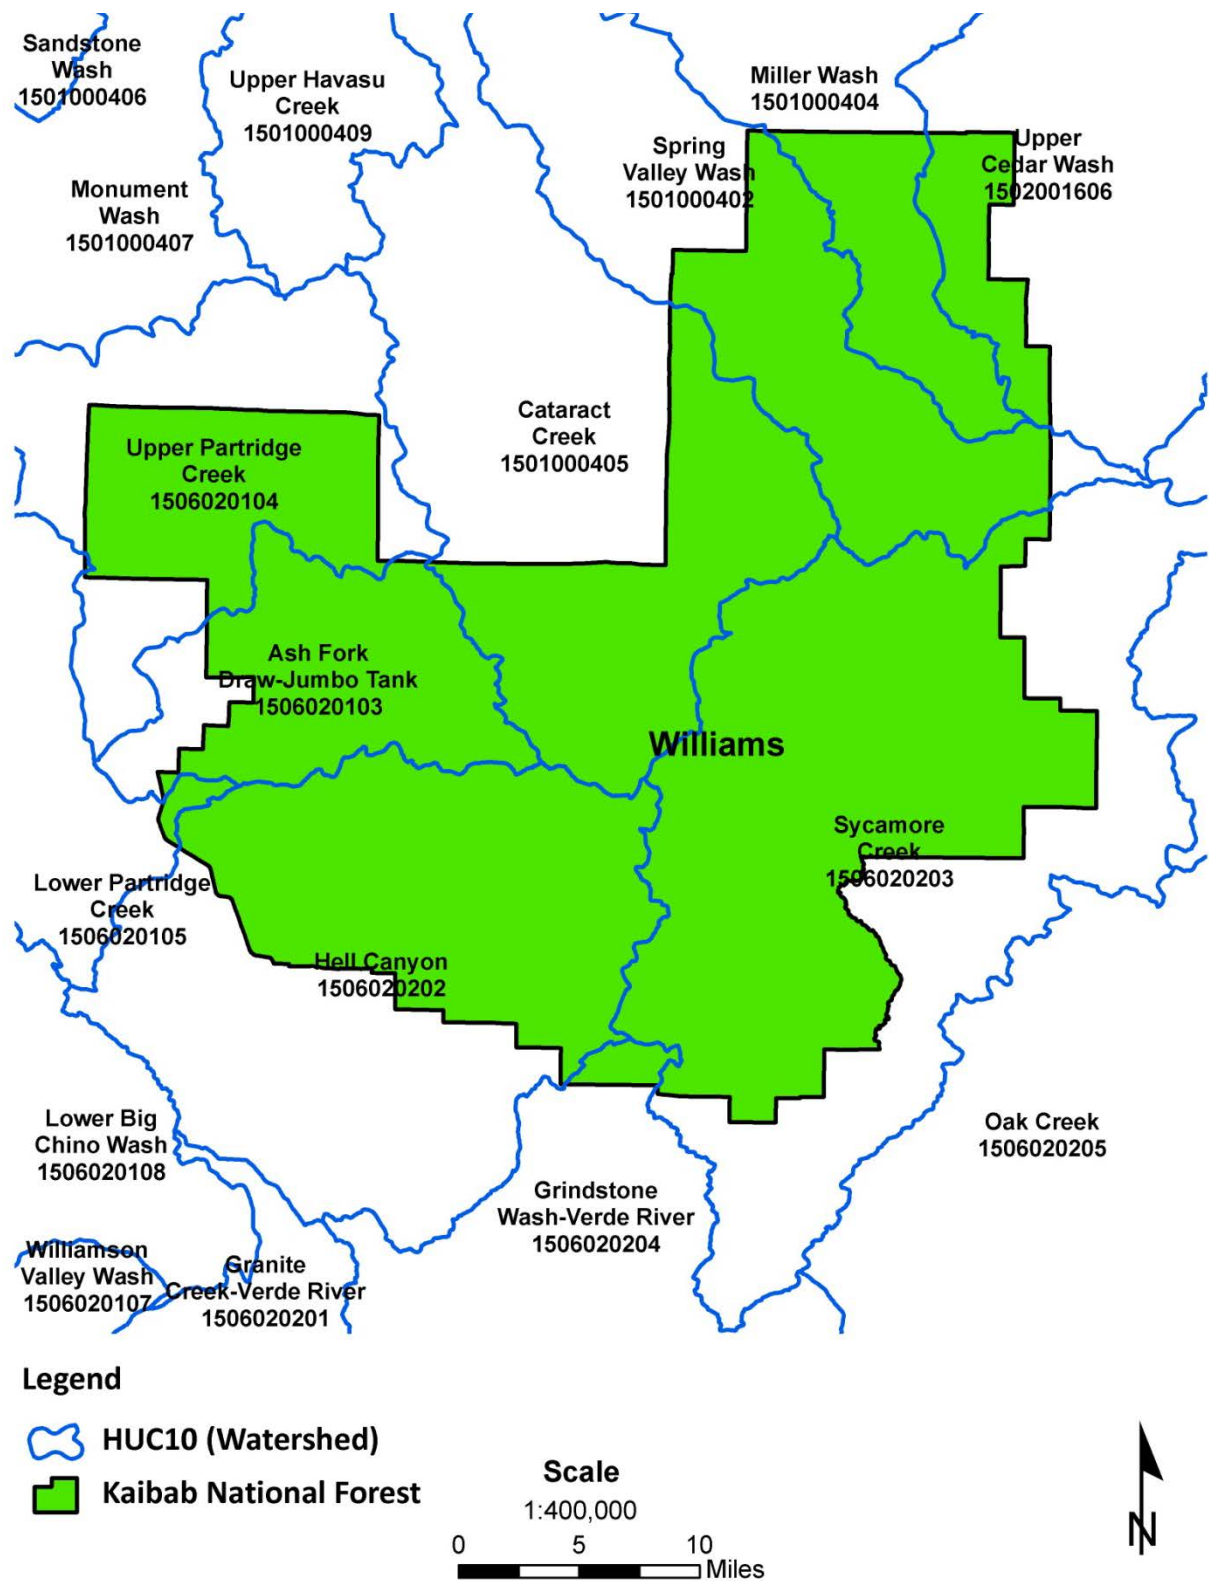 Sandstone
Wash
1501000406
Upper Havasu
Creek
1501000409
Miller Wash
1501000404
Spring
Valley Wash
1501000402
Upper
Cedar Wash
1502001606
Monument
Wash
1501000407
Cataract
Creek
1501000405
Upper Partridge
Creek
1506020104
Ash Fork
Draw-Jumbo Tank
1506020103
Williams
Sycamore
Creek
1506020203
Lower Partridge
Creek
1506020105
Hell Canyon
1506020202
Lower Big
Chino Wash
1506020108
Oak Creek
1506020205
Grindstone
Wash-Verde River
1506020204
Williamson
Valley Wash
1506020107
Granite
Creek-Verde River
1506020201
Legend
HUC10 (Watershed)
Kaibab National Forest
Scale
1:400,000
0 5 10
Miles
N